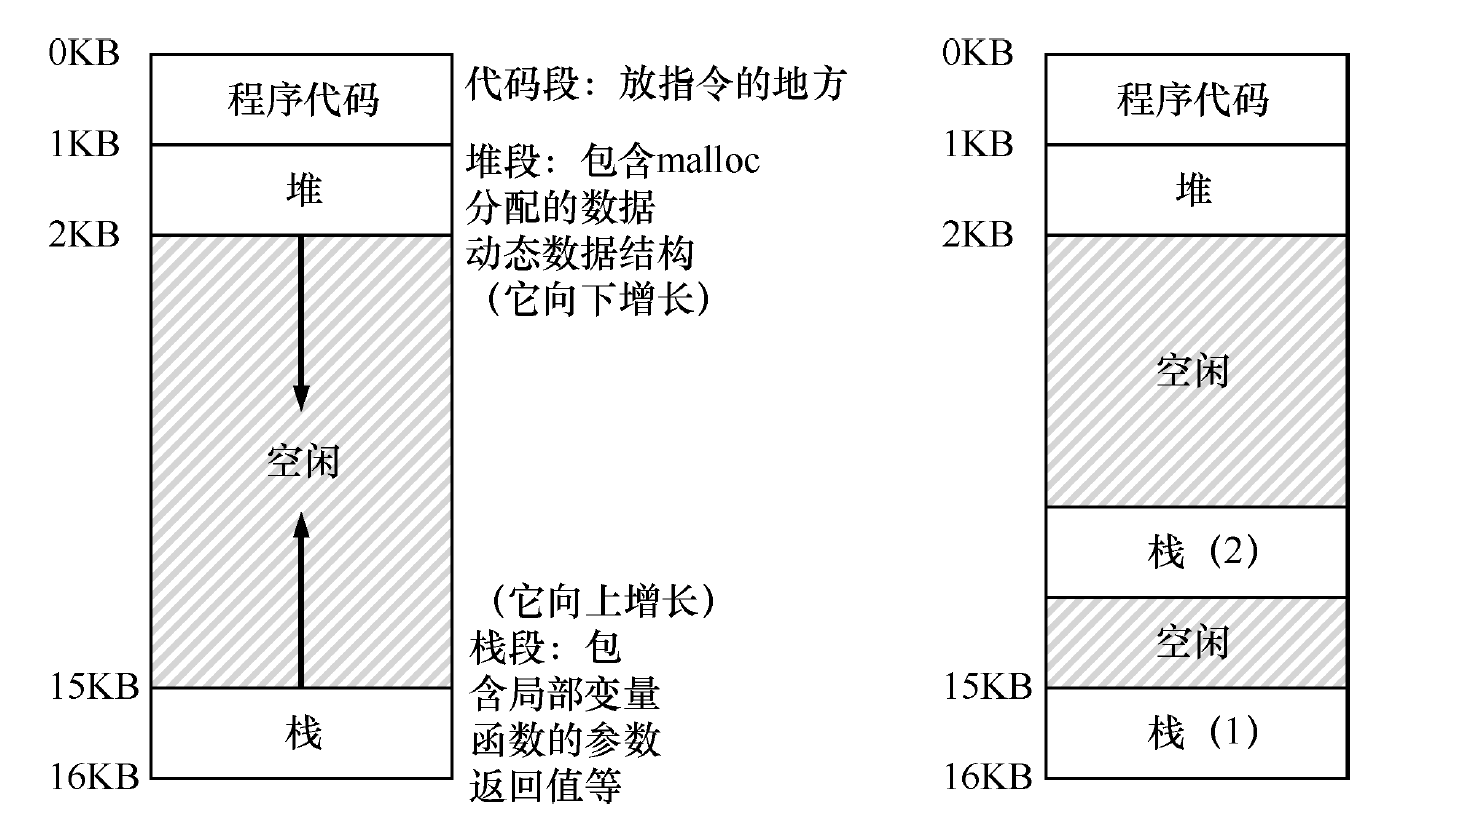 0KB
程序代码
代码段：放指令的地方
1KB
堆
堆段：包含malloc
分配的数据
2KB
动态数据结构
（它向下增长）
空闲
（它向上增长）
栈段：包
15KB
含局部变量
栈
函数的参数
16KB
返回值等
0KB
程序代码
1KB
堆
2KB
空闲
栈（2）
空闲
15KB
栈（1）
16KB